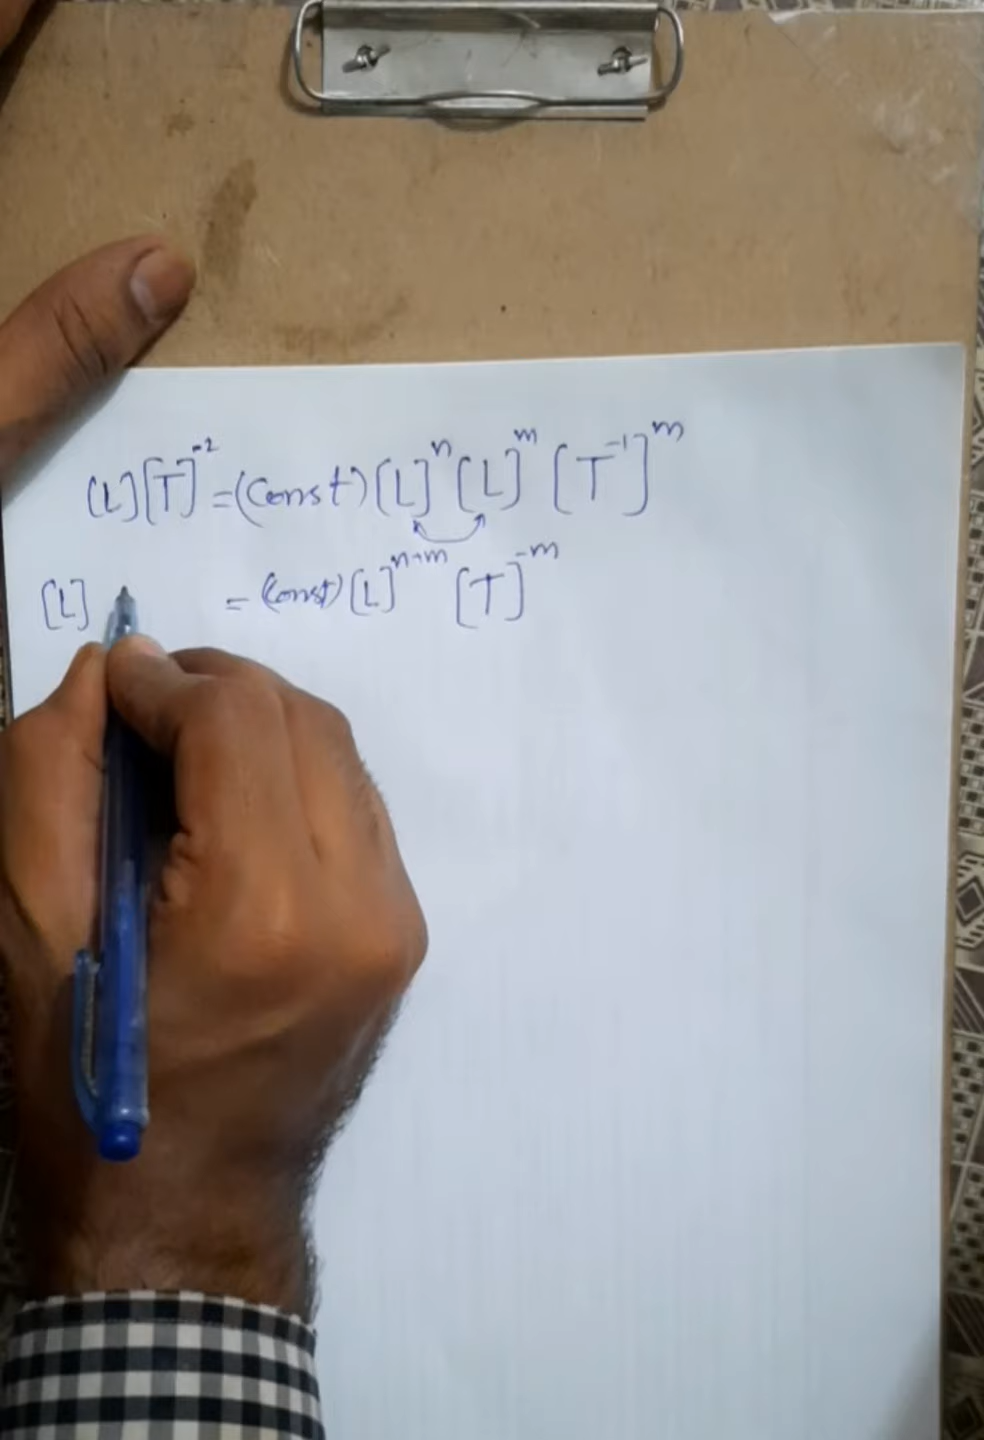 [L][T]⁻² = (Const) [L]ⁿ [L]ᵐ [T⁻¹]ᵐ
[L] = (Const) [L]ⁿ⁺ᵐ [T]⁻ᵐ